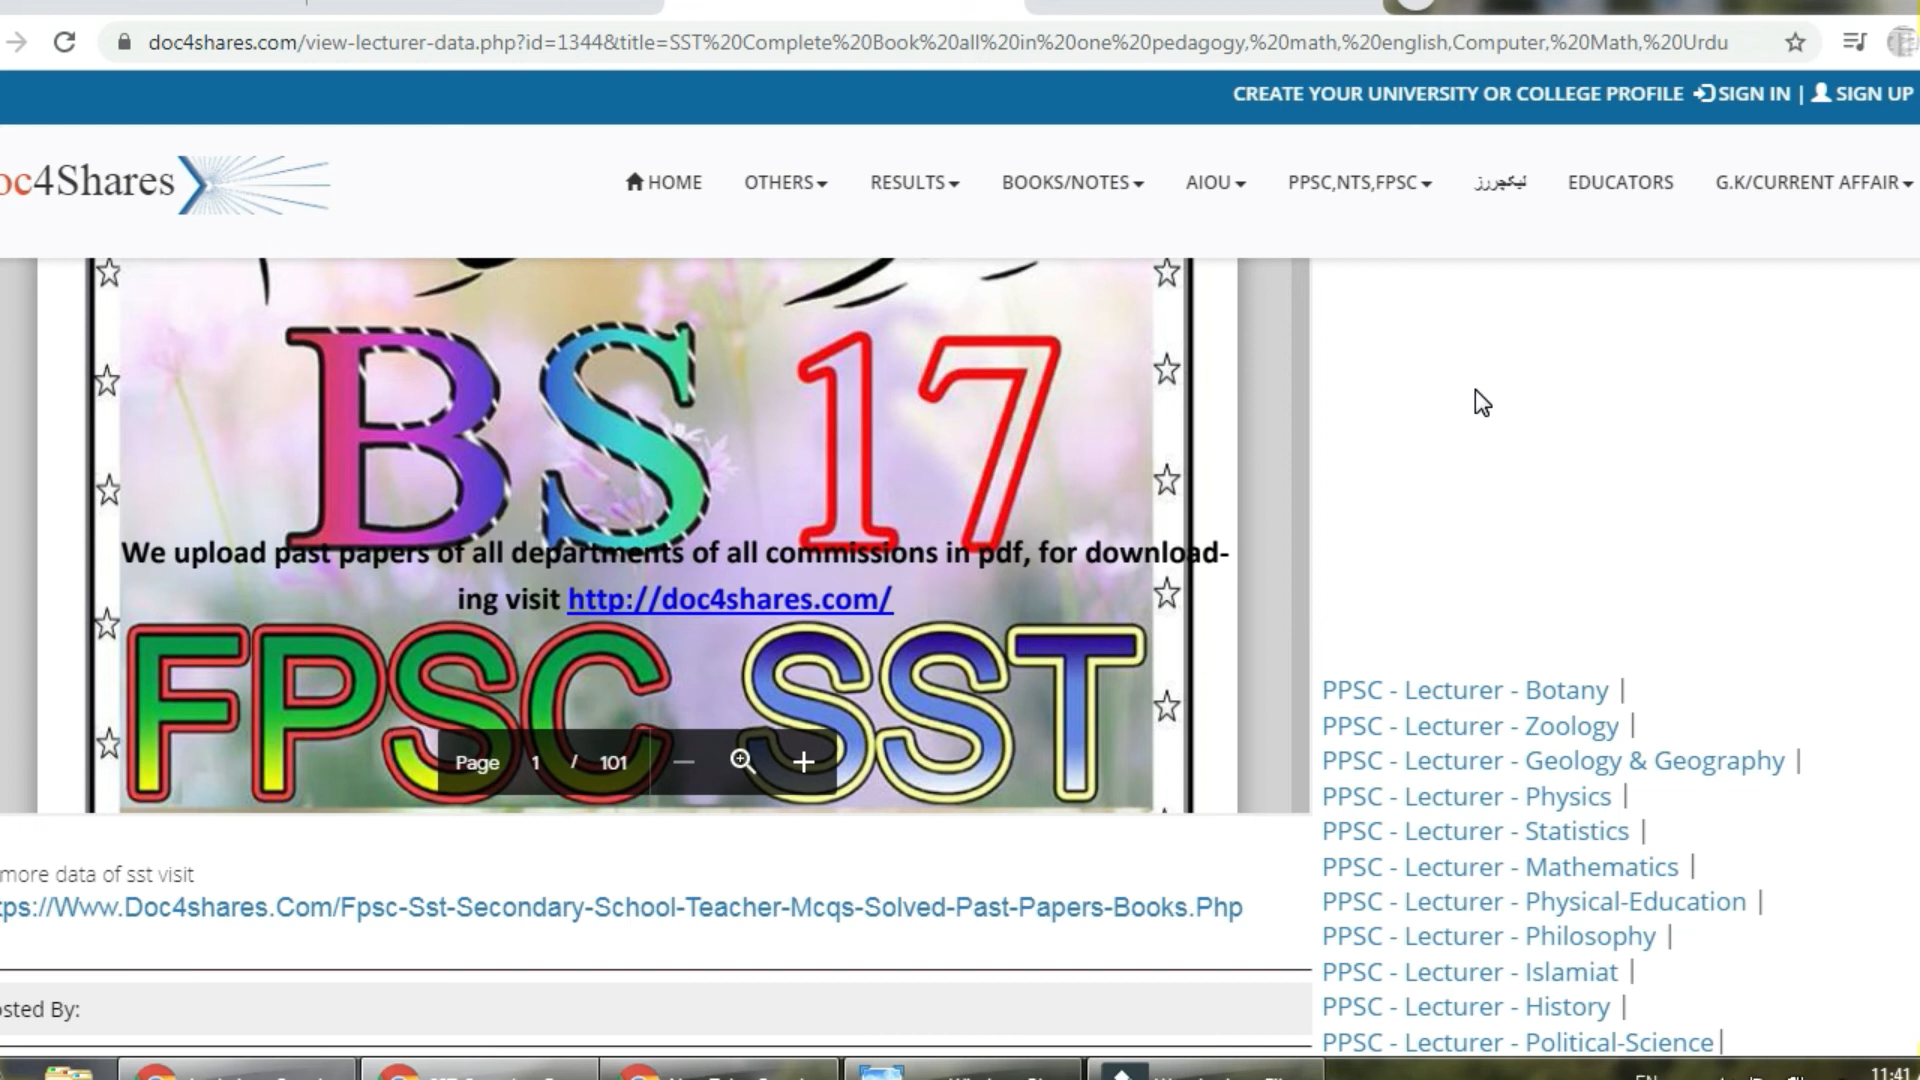 doc4shares.com/view-lecturer-data.php?id=1344&title=SST%20Complete%20Book%20all%20in%20one%20pedagogy,%20math,%20english,Computer,%20Math,%20Urdu
CREATE YOUR UNIVERSITY OR COLLEGE PROFILE SIGN IN | SIGN UP
oc4Shares
HOME OTHERS RESULTS BOOKS/NOTES AIOU PPSC,NTS,FPSC لیکچررز EDUCATORS G.K/CURRENT AFFAIR
BS 17
We upload past papers of all departments of all commissions in pdf, for download-
ing visit http://doc4shares.com/
FPSC SST
Page 1 / 101
more data of sst visit
tps://Www.Doc4shares.Com/Fpsc-Sst-Secondary-School-Teacher-Mcqs-Solved-Past-Papers-Books.Php
osted By:
PPSC - Lecturer - Botany |
PPSC - Lecturer - Zoology |
PPSC - Lecturer - Geology & Geography |
PPSC - Lecturer - Physics |
PPSC - Lecturer - Statistics |
PPSC - Lecturer - Mathematics |
PPSC - Lecturer - Physical-Education |
PPSC - Lecturer - Philosophy |
PPSC - Lecturer - Islamiat |
PPSC - Lecturer - History |
PPSC - Lecturer - Political-Science|
11:41